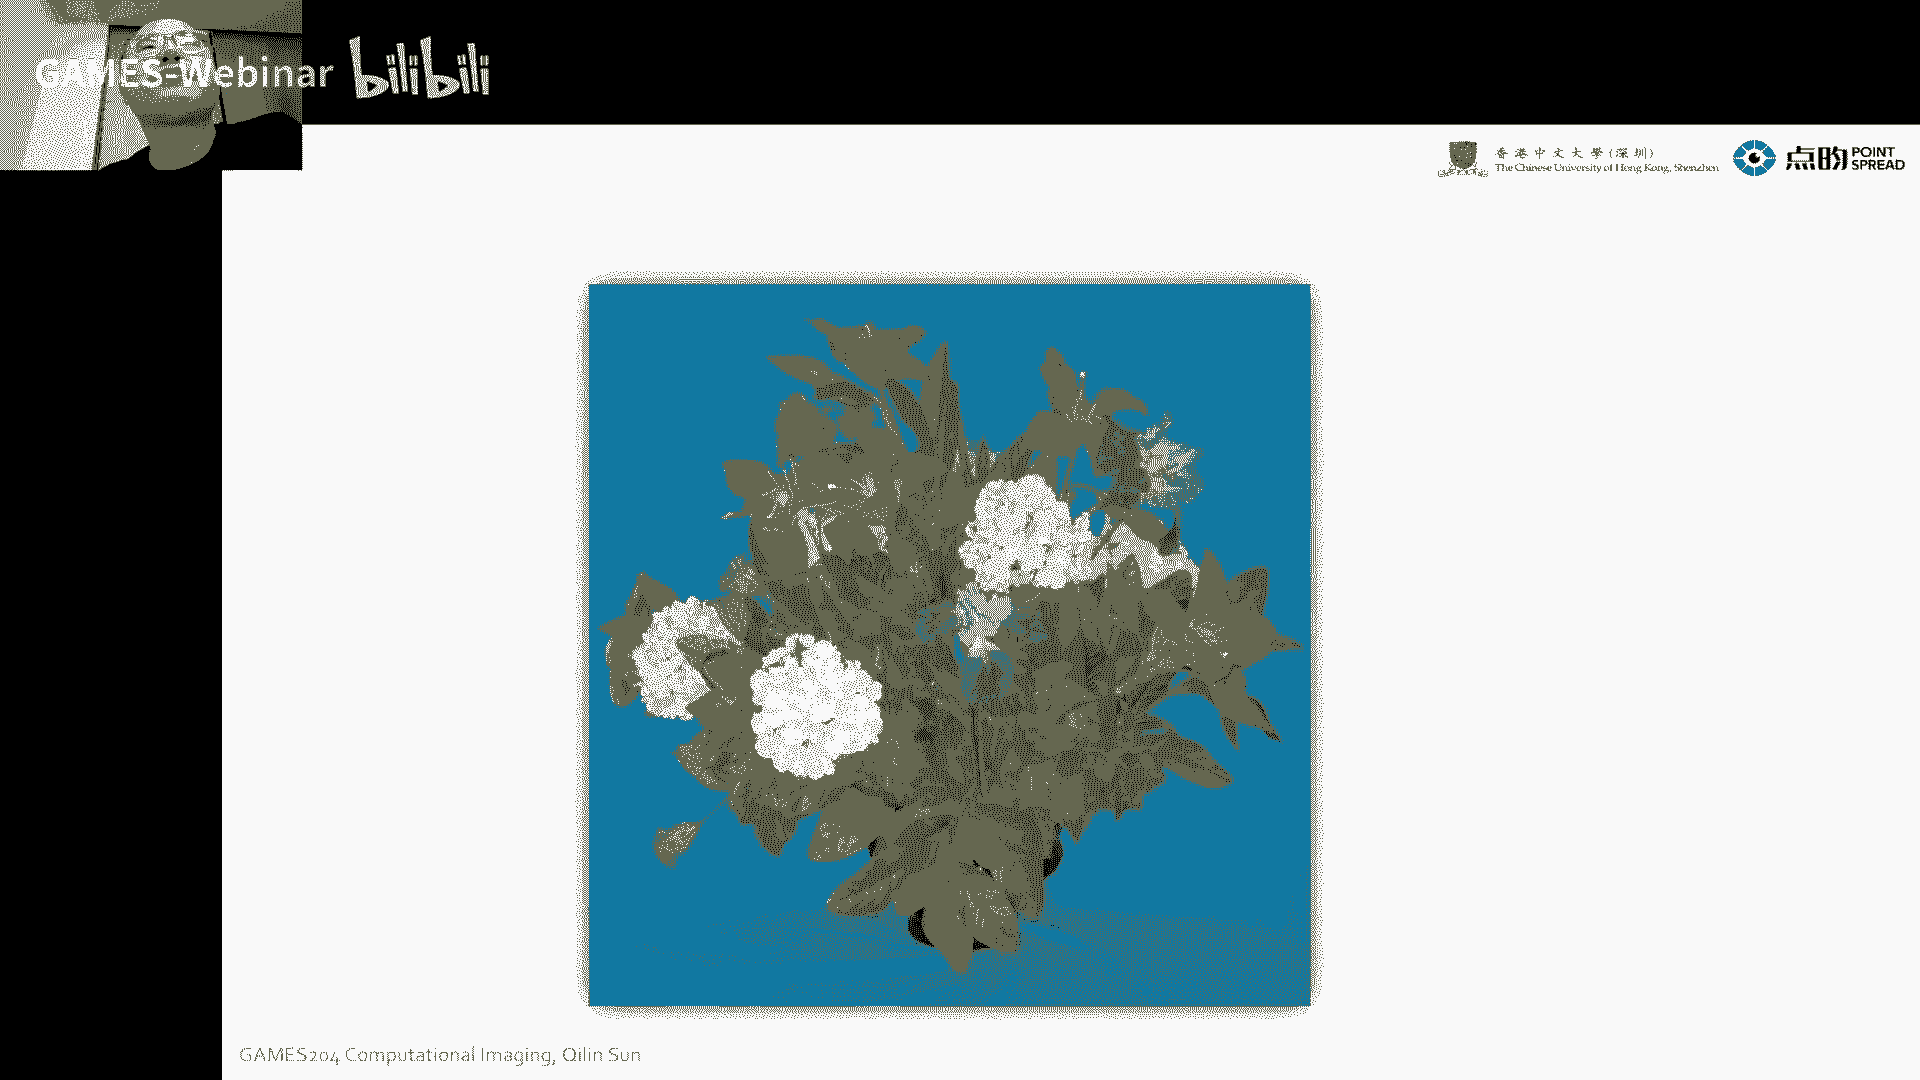 GAMES-Webinar bilibili
香港中文大學(深圳)
The Chinese University of Hong Kong, Shenzhen
点昀 POINT
SPREAD
GAMES204 Computational Imaging, Qilin Sun